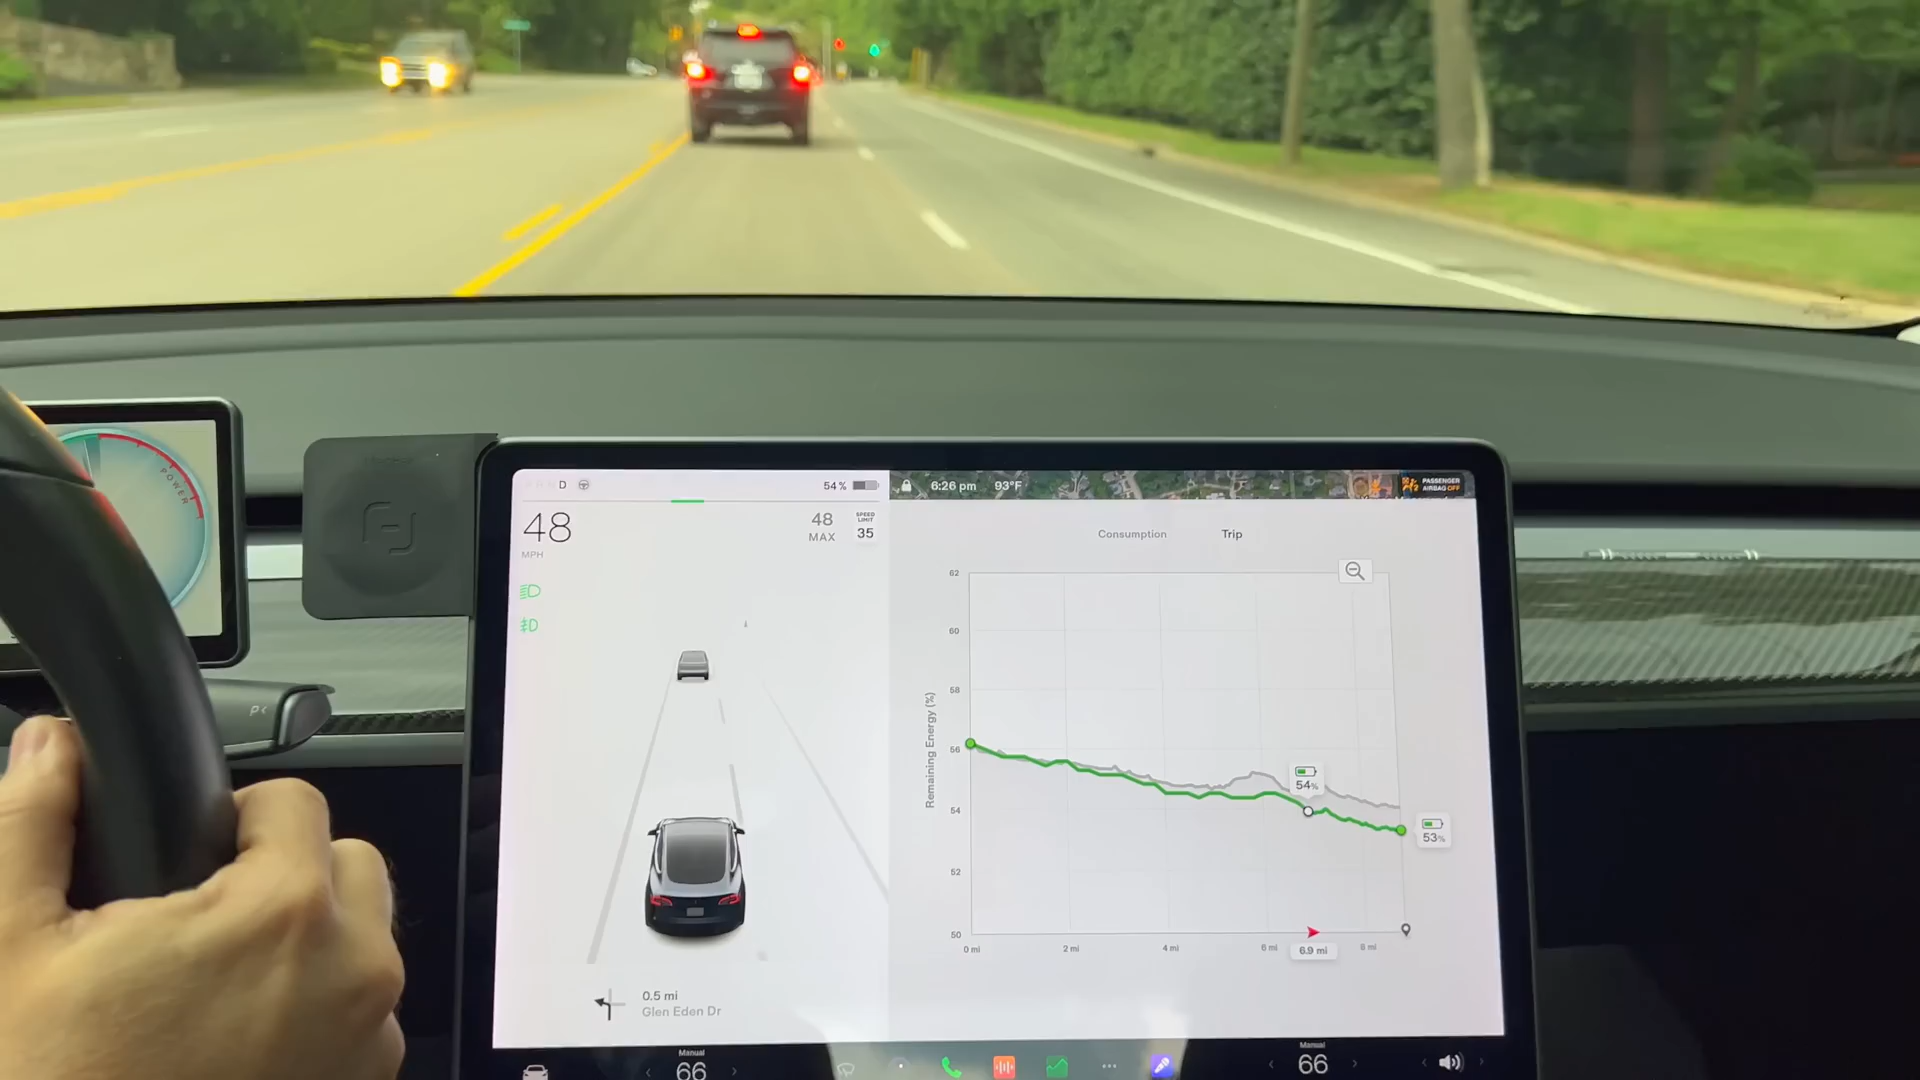 POWER
P<
D
54 %
6:26 pm
93°F
PASSENGER
AIRBAG OFF
48
MPH
48
MAX
SPEED
LIMIT
35
Consumption
Trip
62
60
58
56
54
52
50
Remaining Energy (%)
54%
53%
0 mi
2 mi
4 mi
6 mi
8 mi
6.9 mi
0.5 mi
Glen Eden Dr
Manual
66
Manual
66